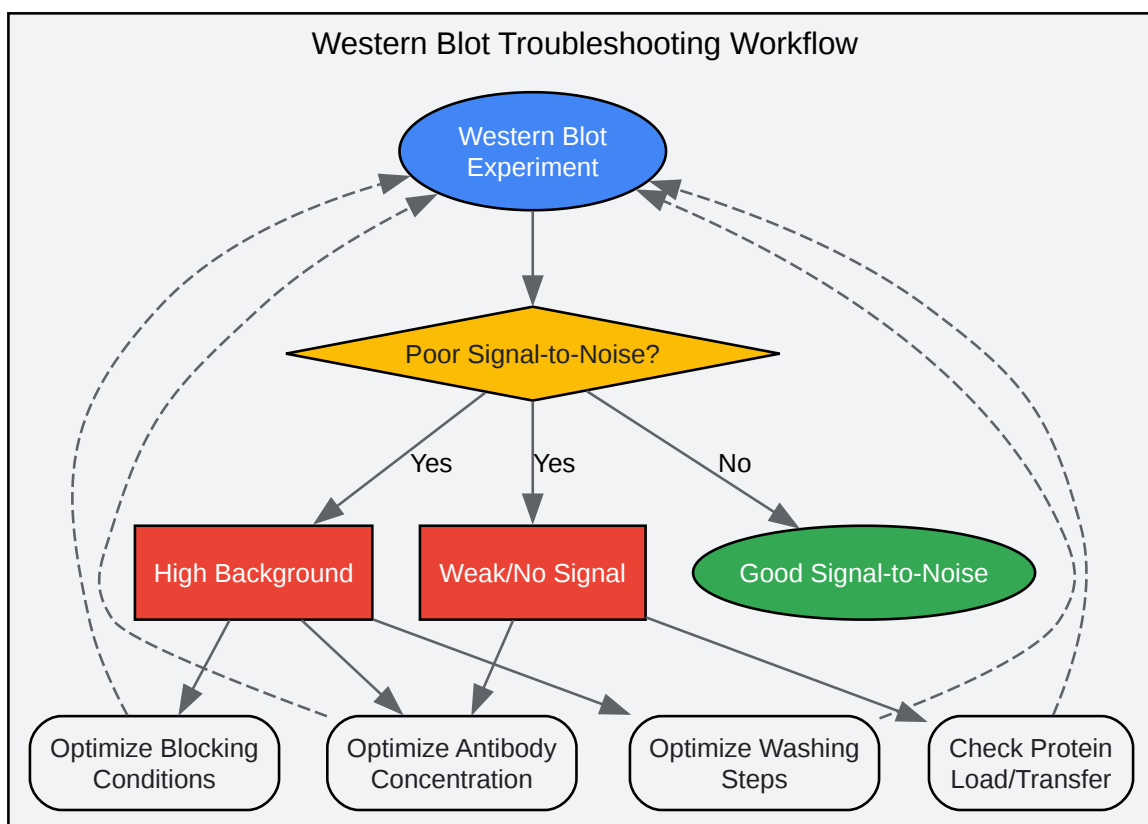 Western Blot Troubleshooting Workflow
Western Blot
Experiment
Poor Signal-to-Noise?
Yes
Yes
No
High Background
Weak/No Signal
Good Signal-to-Noise
Optimize Blocking
Conditions
Optimize Antibody
Concentration
Optimize Washing
Steps
Check Protein
Load/Transfer